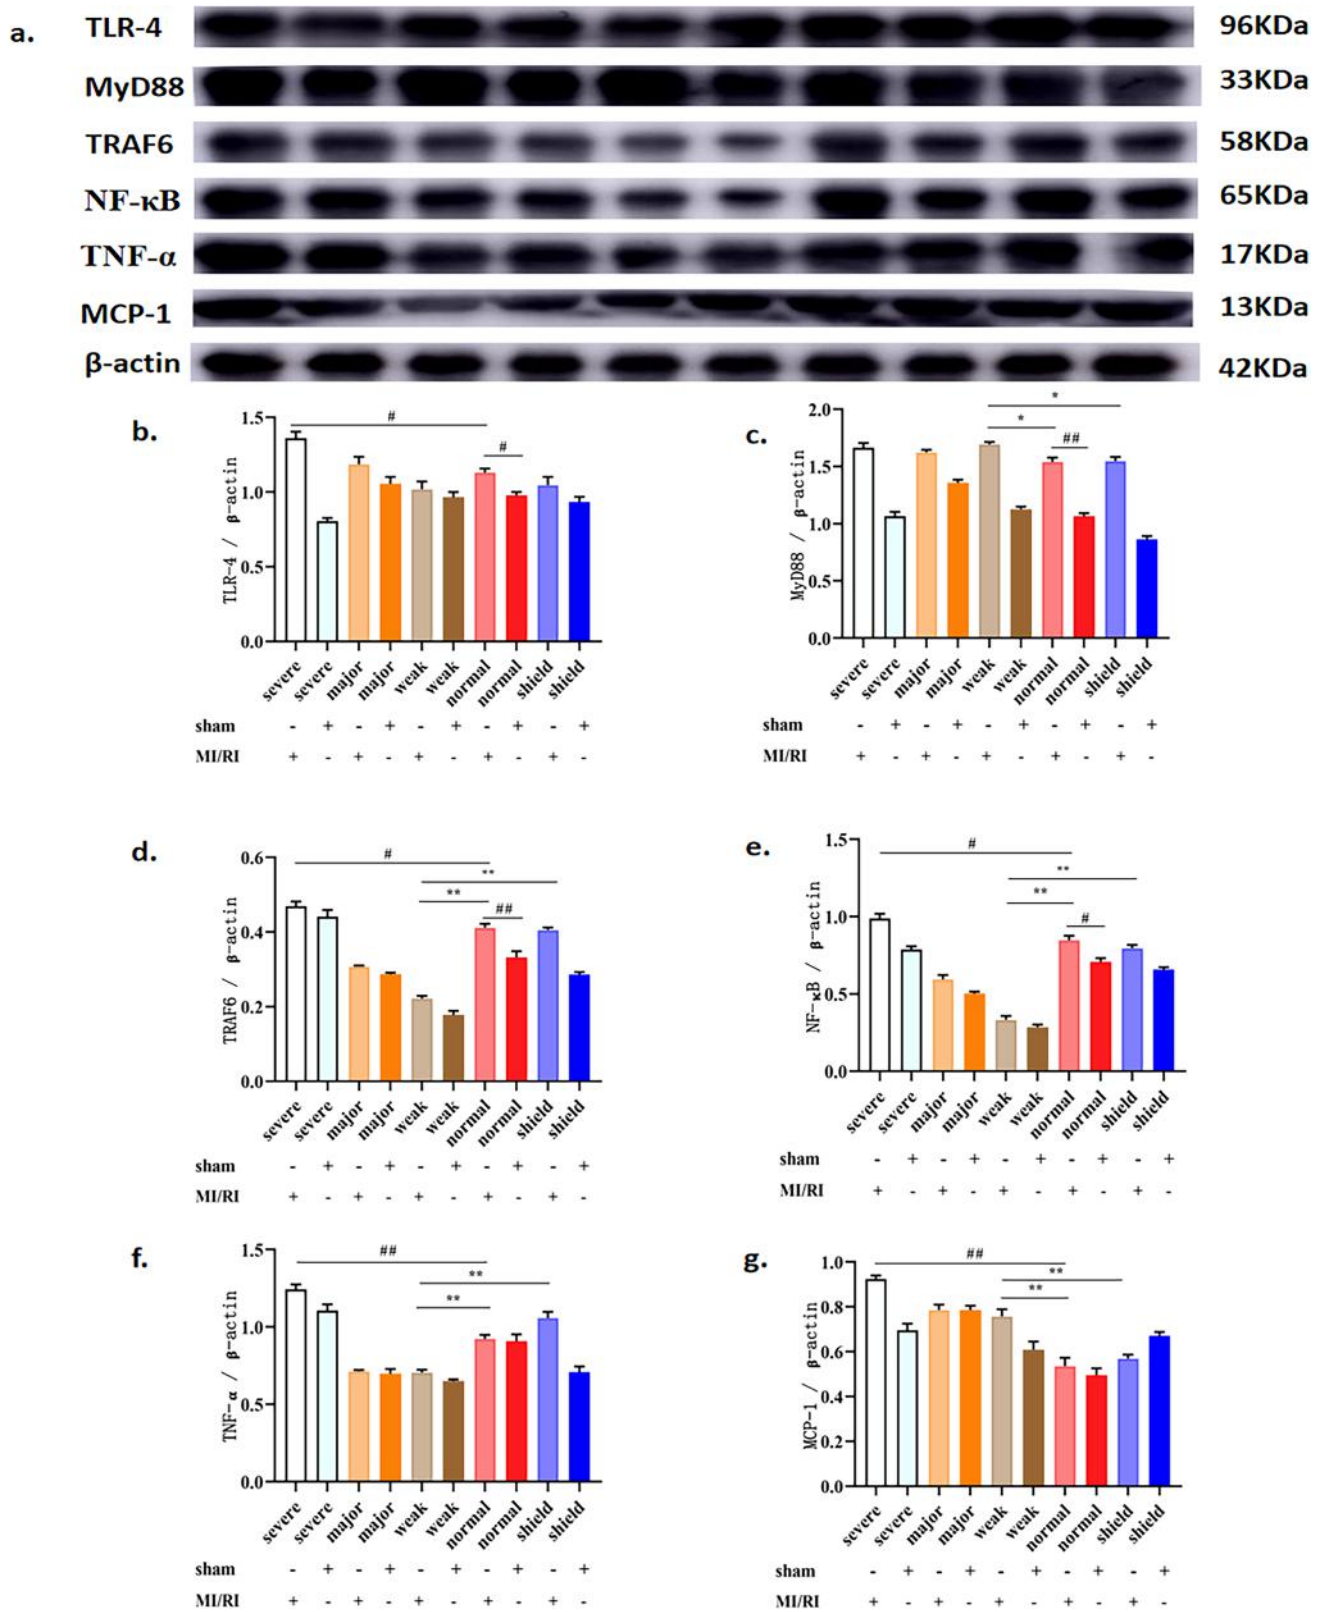 a. TLR-4 96KDa
MyD88 33KDa
TRAF6 58KDa
NF-κB 65KDa
TNF-α 17KDa
MCP-1 13KDa
β-actin 42KDa
b.
TLR-4 / β-actin
1.5
1.0
0.5
0.0
#
#
severe severe major major weak weak normal normal shield shield
sham - + - + - + - + - +
MI/RI + - + - + - + - + -
c.
MyD88 / β-actin
2.0
1.5
1.0
0.5
0.0
*
*
##
severe severe major major weak weak normal normal shield shield
sham - + - + - + - + - +
MI/RI + - + - + - + - + -
d.
TRAF6 / β-actin
0.6
0.4
0.2
0.0
#
**
**
##
severe severe major major weak weak normal normal shield shield
sham - + - + - + - + - +
MI/RI + - + - + - + - + -
e.
NF-κB / β-actin
1.5
1.0
0.5
0.0
#
**
**
#
severe severe major major weak weak normal normal shield shield
sham - + - + - + - + - +
MI/RI + - + - + - + - + -
f.
TNF-α / β-actin
1.5
1.0
0.5
0.0
##
**
**
severe severe major major weak weak normal normal shield shield
sham - + - + - + - + - +
MI/RI + - + - + - + - + -
g.
MCP-1 / β-actin
1.0
0.8
0.6
0.4
0.2
0.0
##
**
**
severe severe major major weak weak normal normal shield shield
sham - + - + - + - + - +
MI/RI + - + - + - + - + -